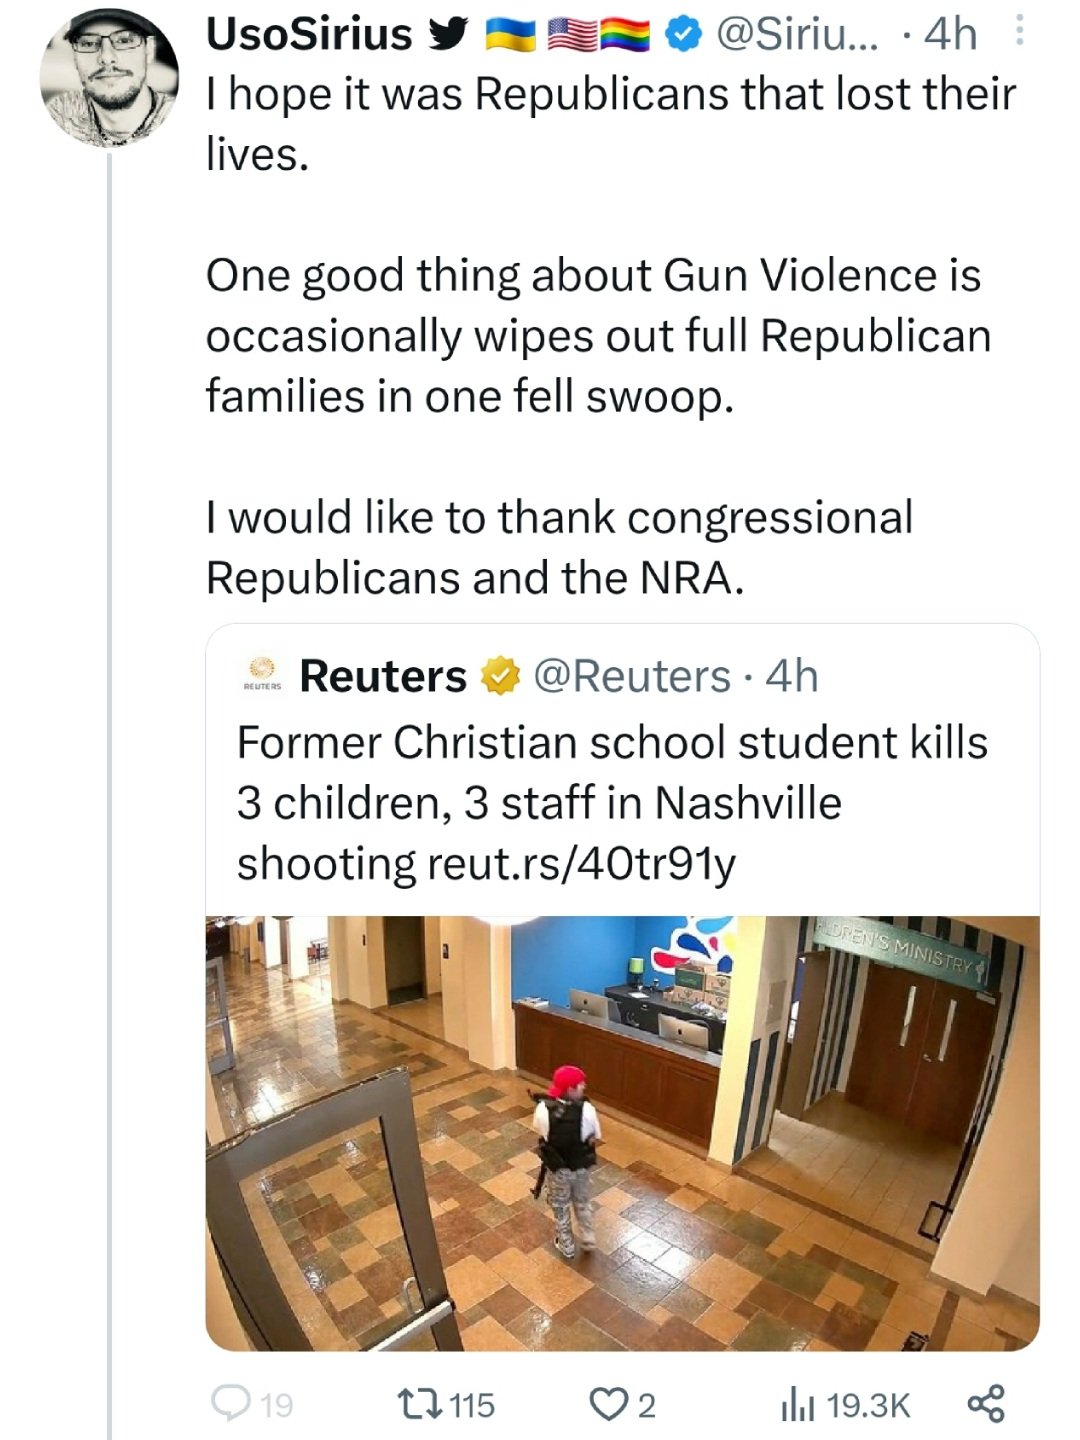 UsoSirius @Siriu... · 4h
I hope it was Republicans that lost their
lives.
One good thing about Gun Violence is
occasionally wipes out full Republican
families in one fell swoop.
I would like to thank congressional
Republicans and the NRA.
REUTERS
Reuters @Reuters · 4h
Former Christian school student kills
3 children, 3 staff in Nashville
shooting reut.rs/40tr91y
MINISTRY
19 115 2 19.3K